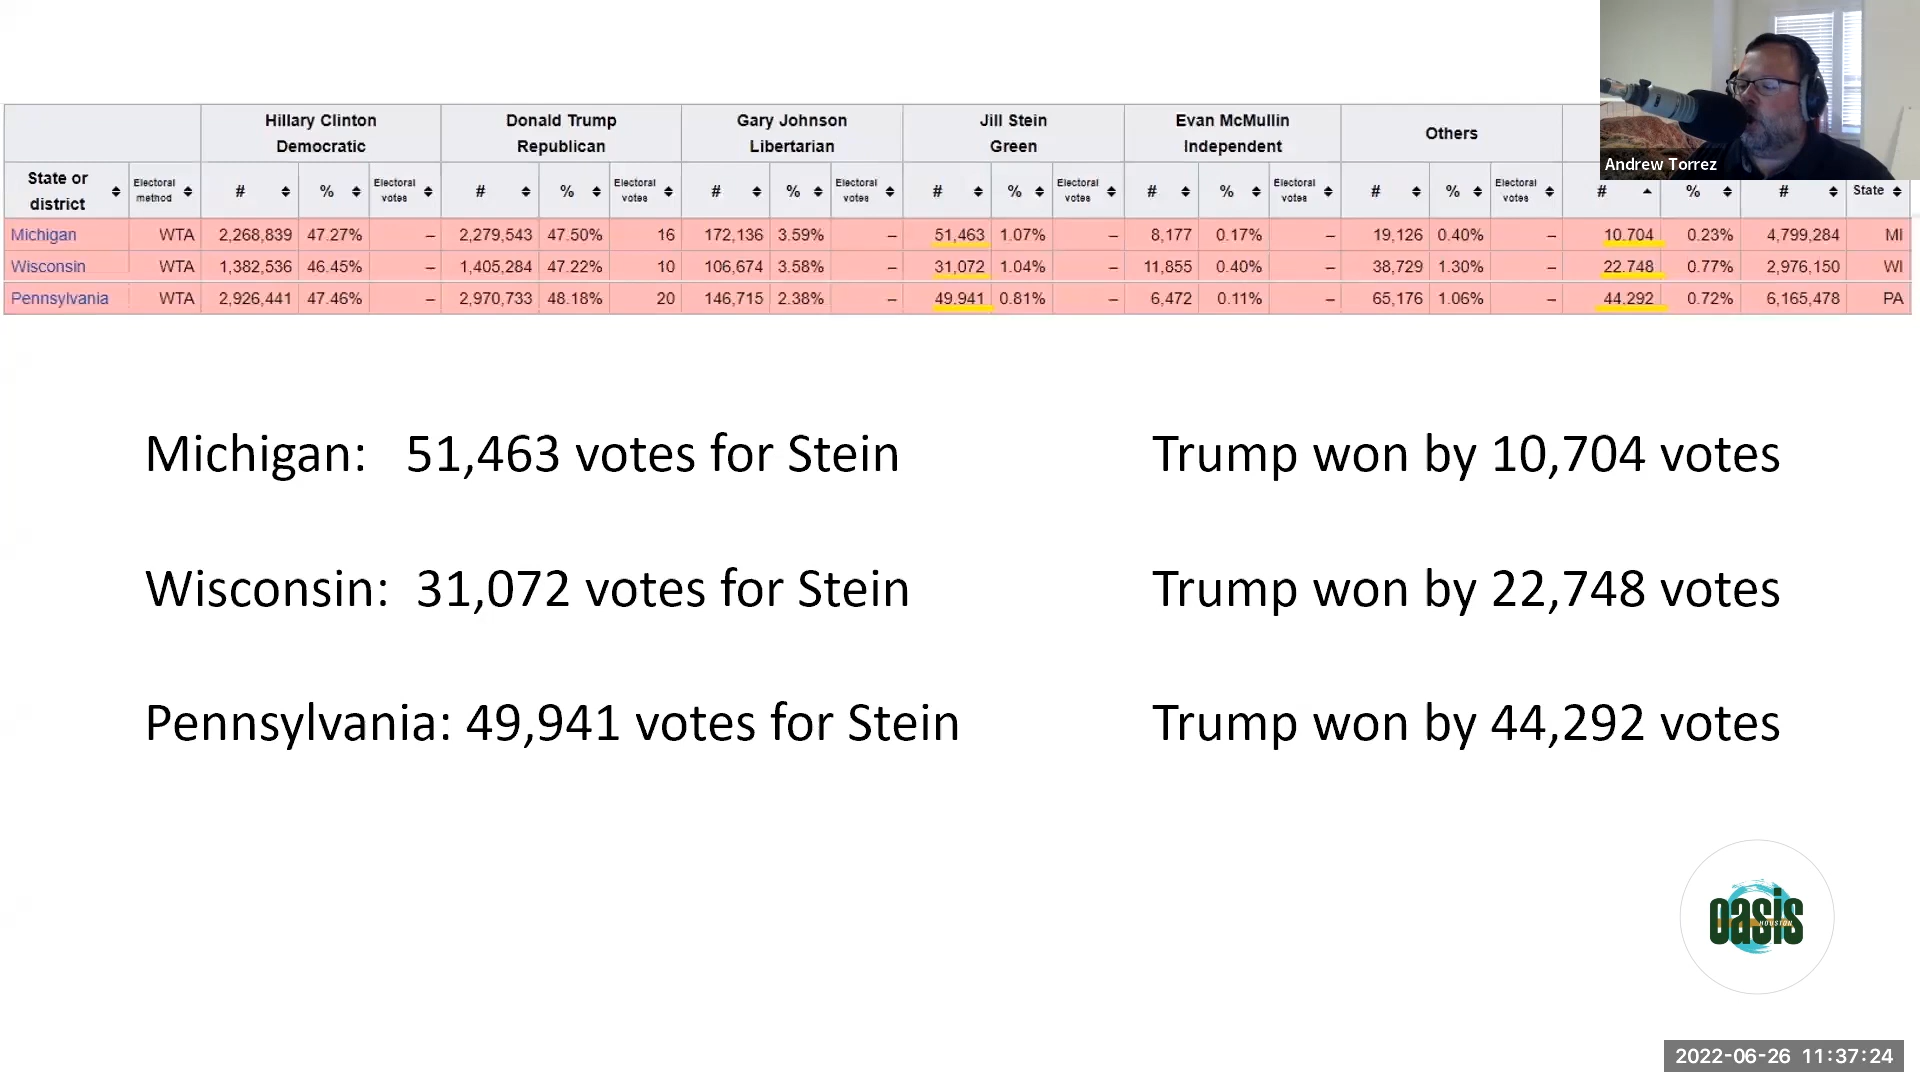 Andrew Torrez
Hillary Clinton Democratic Donald Trump Republican Gary Johnson Libertarian Jill Stein Green Evan McMullin Independent Others
State or district Electoral method # % Electoral votes # % Electoral votes # % Electoral votes # % Electoral votes # % Electoral votes # % Electoral votes # % # State
Michigan WTA 2,268,839 47.27% – 2,279,543 47.50% 16 172,136 3.59% – 51,463 1.07% – 8,177 0.17% – 19,126 0.40% – 10,704 0.23% 4,799,284 MI
Wisconsin WTA 1,382,536 46.45% – 1,405,284 47.22% 10 106,674 3.58% – 31,072 1.04% – 11,855 0.40% – 38,729 1.30% – 22,748 0.77% 2,976,150 WI
Pennsylvania WTA 2,926,441 47.46% – 2,970,733 48.18% 20 146,715 2.38% – 49,941 0.81% – 6,472 0.11% – 65,176 1.06% – 44,292 0.72% 6,165,478 PA
Michigan: 51,463 votes for Stein Trump won by 10,704 votes
Wisconsin: 31,072 votes for Stein Trump won by 22,748 votes
Pennsylvania: 49,941 votes for Stein Trump won by 44,292 votes
oasis
HOUSTON
2022-06-26 11:37:24